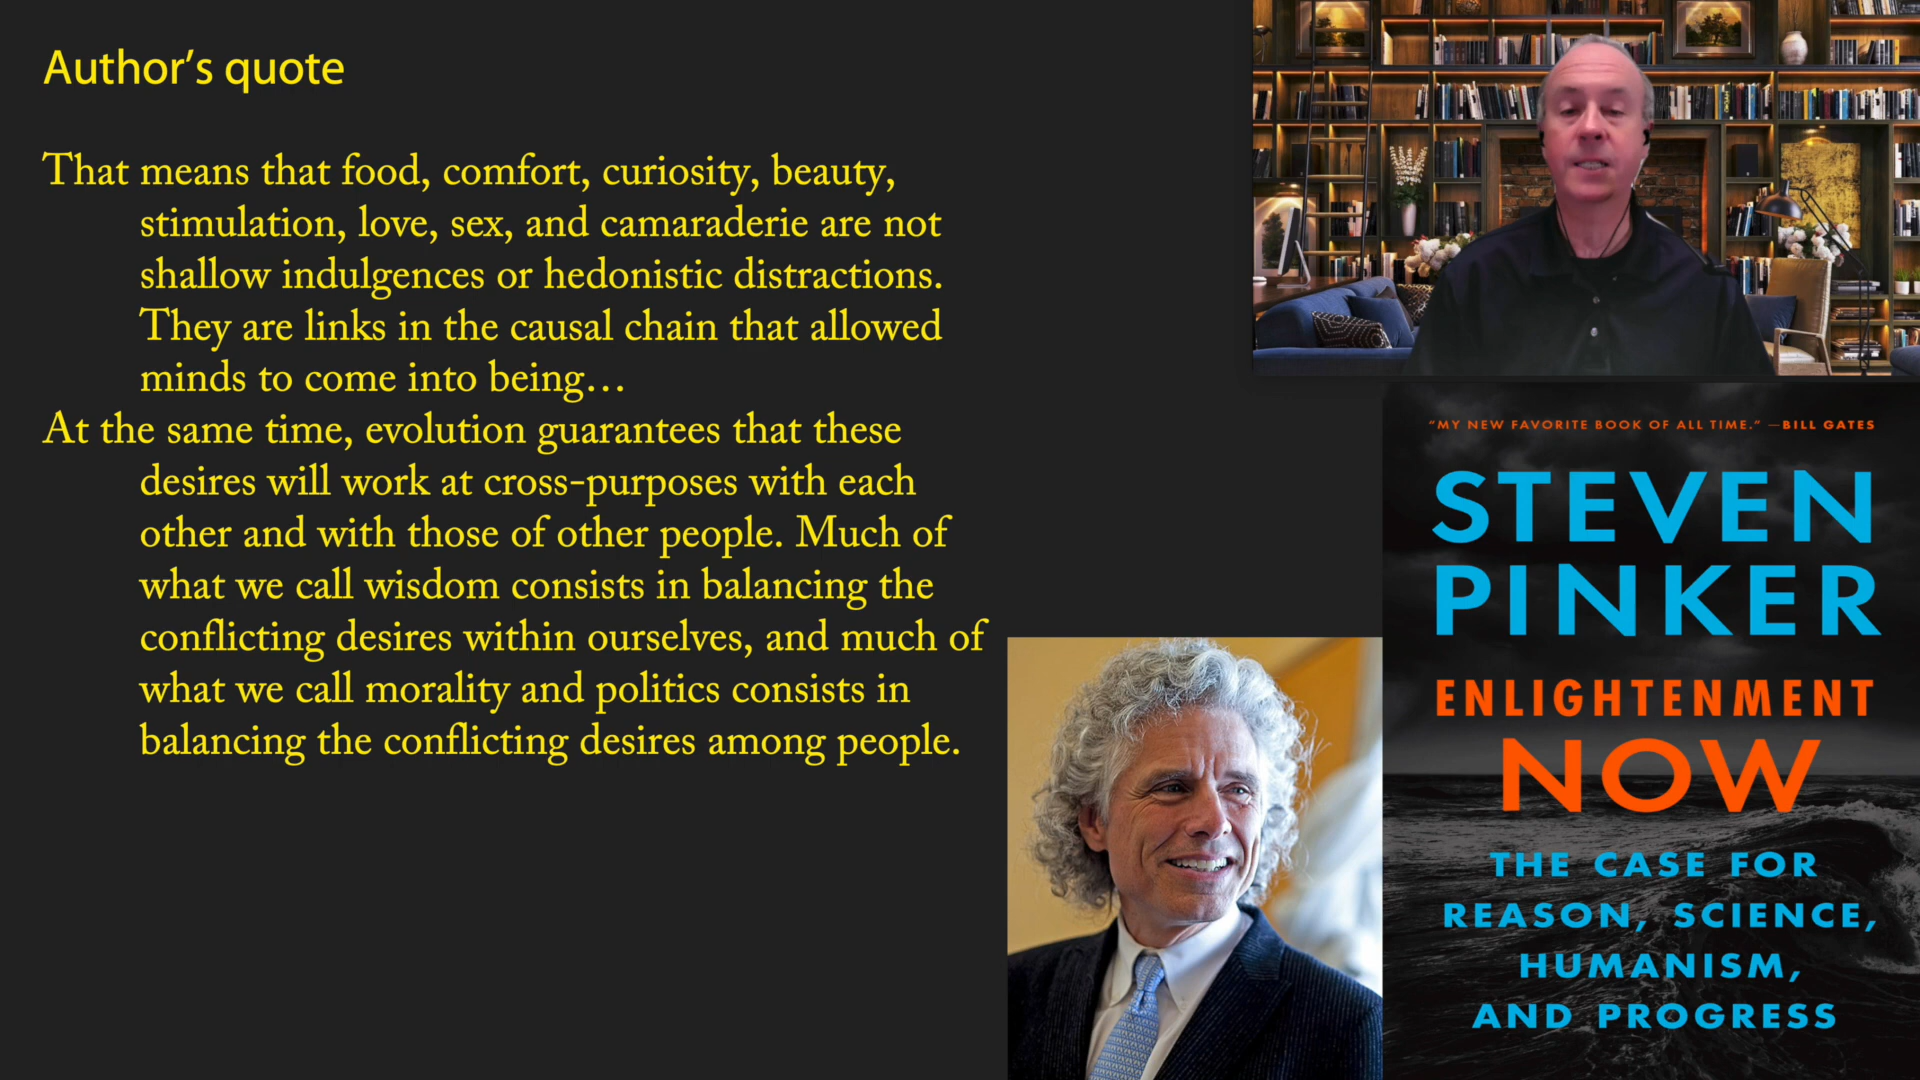 Author’s quote
That means that food, comfort, curiosity, beauty,
stimulation, love, sex, and camaraderie are not
shallow indulgences or hedonistic distractions.
They are links in the causal chain that allowed
minds to come into being…
At the same time, evolution guarantees that these
desires will work at cross-purposes with each
other and with those of other people. Much of
what we call wisdom consists in balancing the
conflicting desires within ourselves, and much of
what we call morality and politics consists in
balancing the conflicting desires among people.
“MY NEW FAVORITE BOOK OF ALL TIME.” —BILL GATES
STEVEN
PINKER
ENLIGHTENMENT
NOW
THE CASE FOR
REASON, SCIENCE,
HUMANISM,
AND PROGRESS